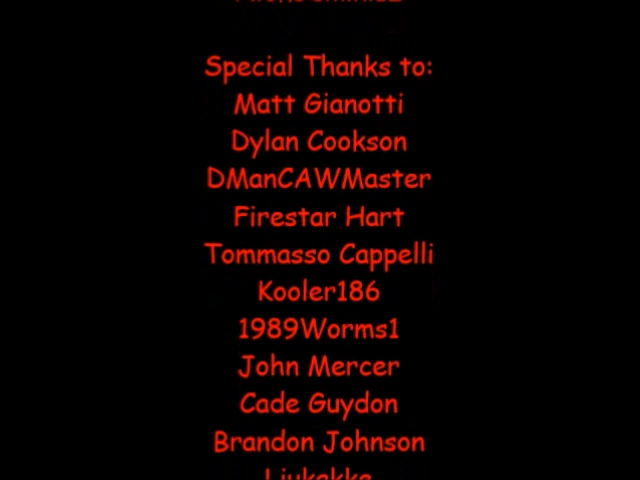 Special Thanks to:
Matt Gianotti
Dylan Cookson
DManCAWMaster
Firestar Hart
Tommasso Cappelli
Kooler186
1989Worms1
John Mercer
Cade Guydon
Brandon Johnson